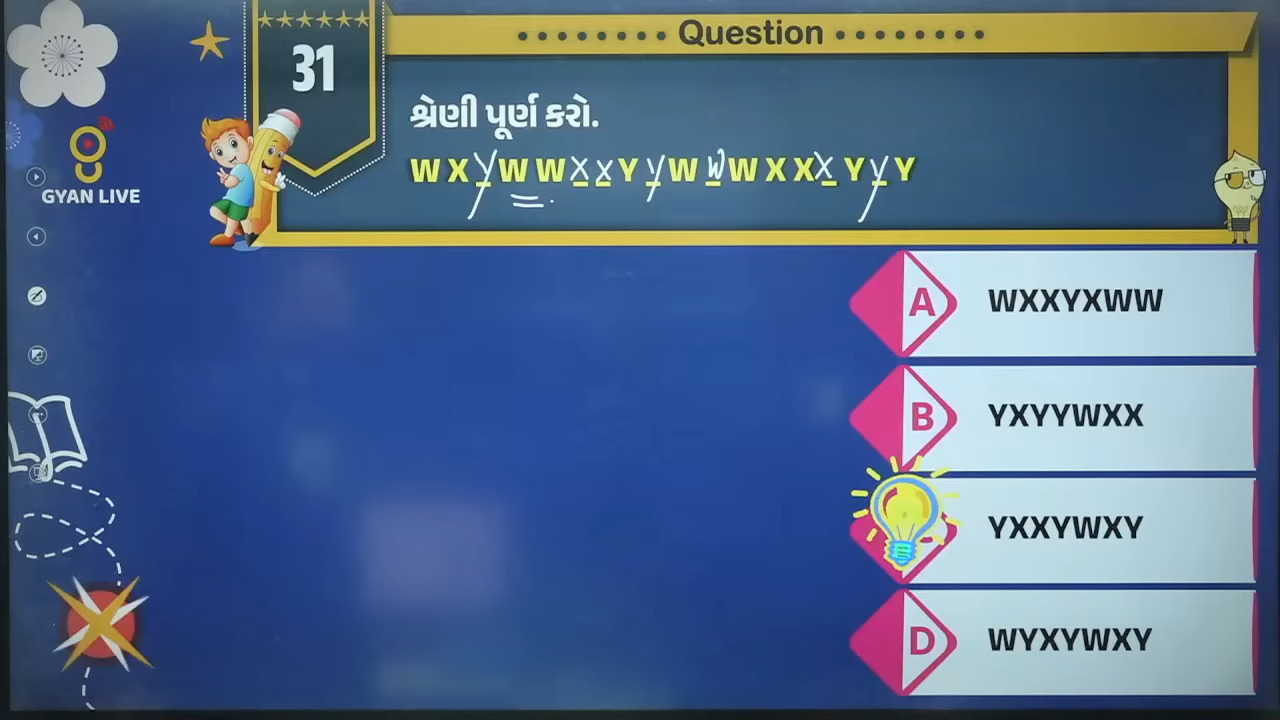 Question
31
શ્રેણી પૂર્ણ કરો.
W X y W W x x Y y W W W X X x Y y Y
GYAN LIVE
A WXXYXWW
B YXYYWXX
YXXYWXY
D WYXYWXY